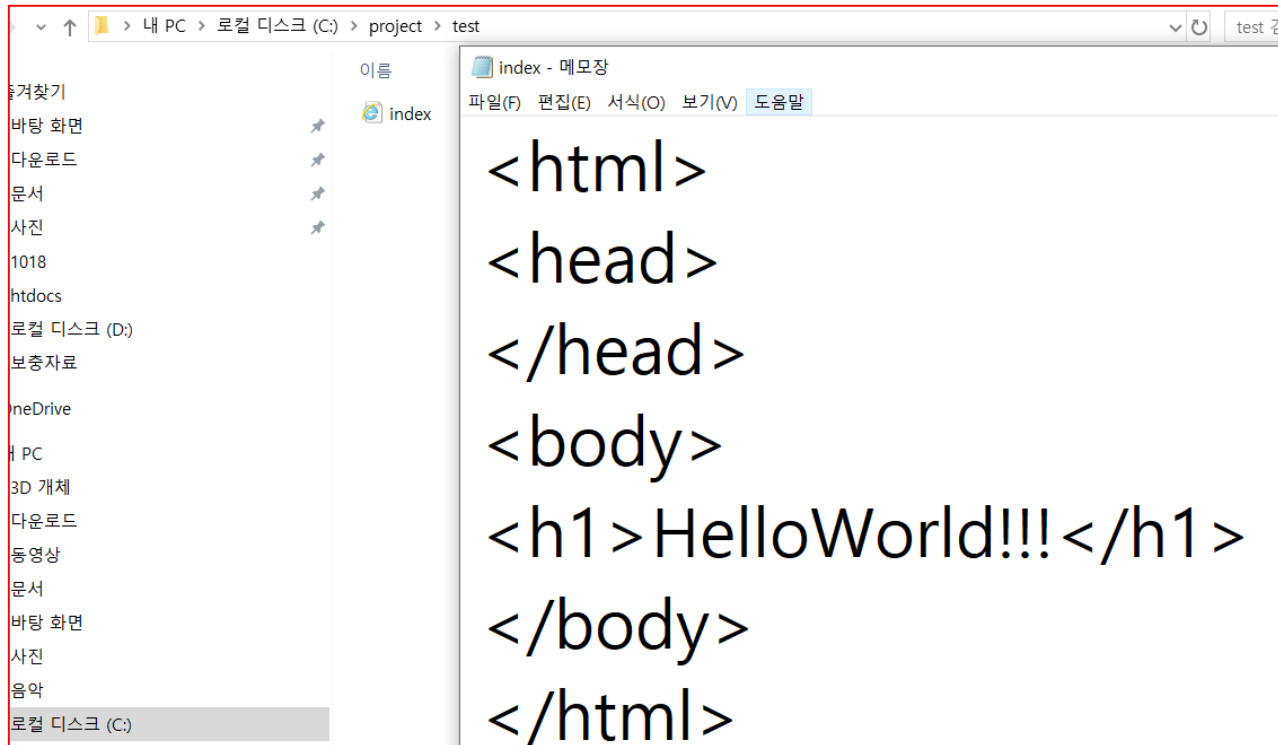 내 PC > 로컬 디스크 (C:) > project > test
test
이름
index
즐겨찾기
바탕 화면
다운로드
문서
사진
1018
htdocs
로컬 디스크 (D:)
보충자료
OneDrive
내 PC
3D 개체
다운로드
동영상
문서
바탕 화면
사진
음악
로컬 디스크 (C:)
index - 메모장
파일(F) 편집(E) 서식(O) 보기(V) 도움말
<html>
<head>
</head>
<body>
<h1>HelloWorld!!!</h1>
</body>
</html>